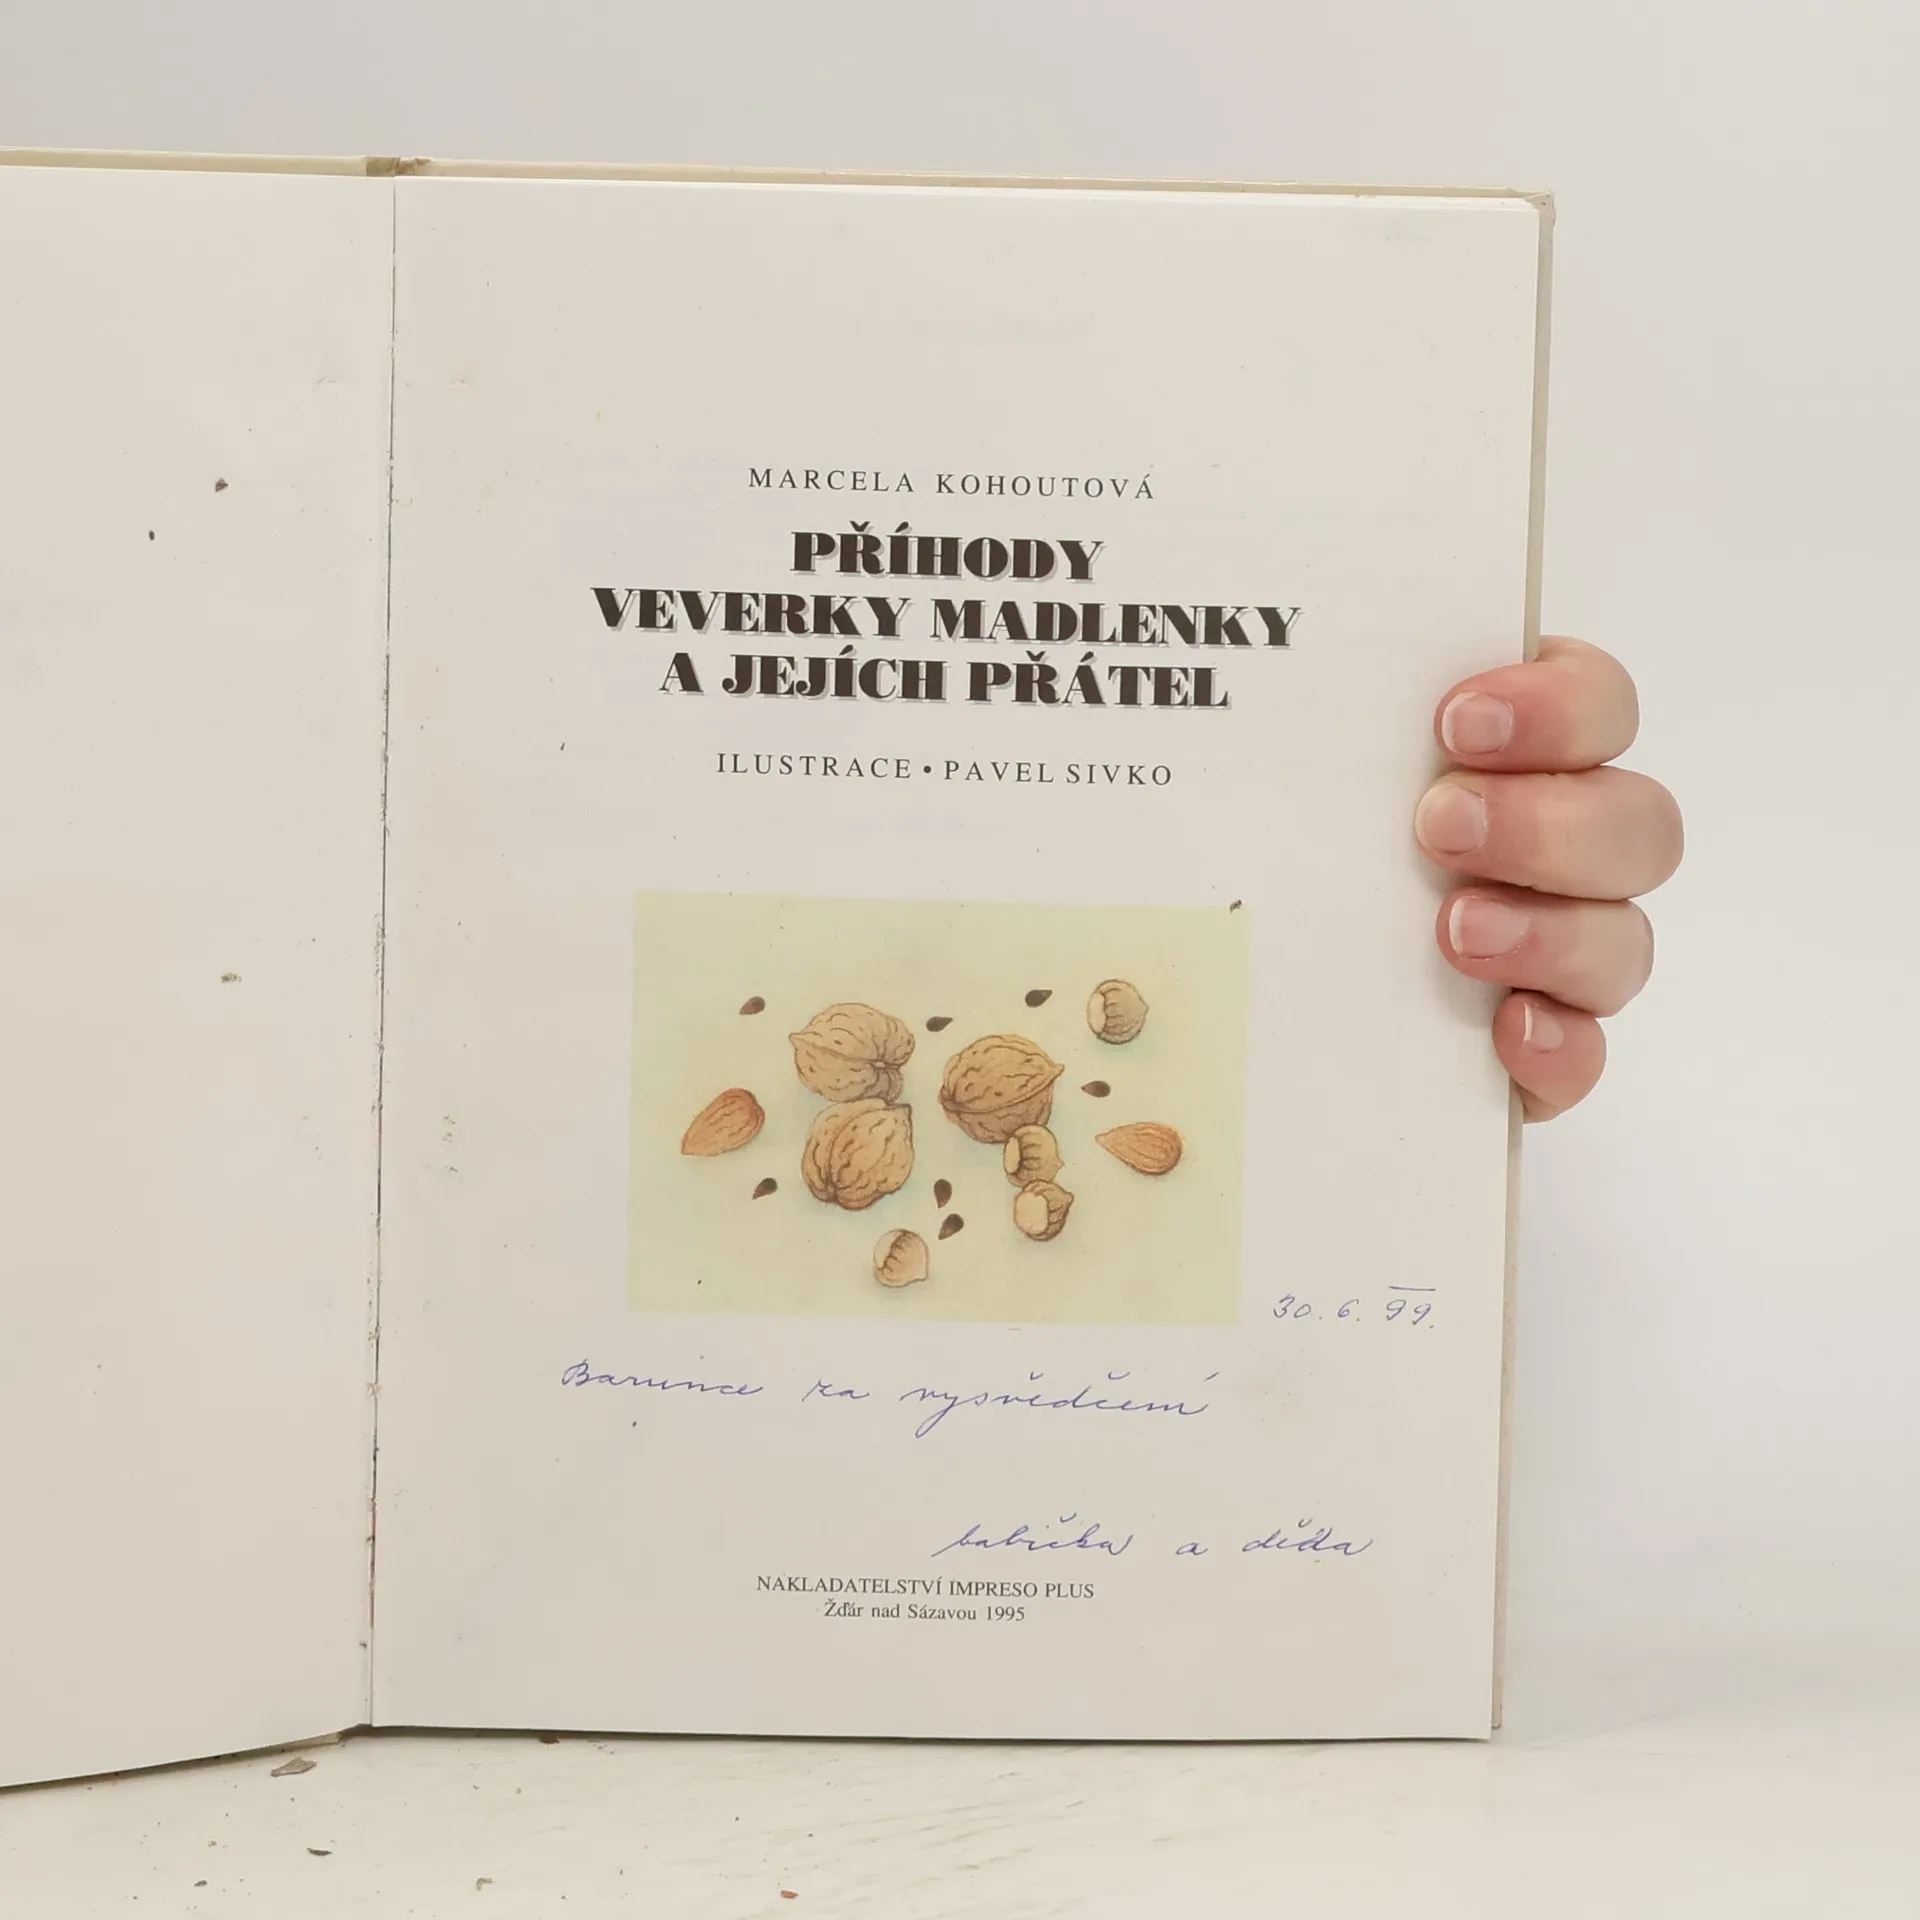 MARCELA KOHOUTOVÁ
PŘÍHODY
VEVERKY MADLENKY
A JEJÍCH PŘÁTEL
ILUSTRACE • PAVEL SIVKO
30. 6. 99.
Barunce za vysvědčení
babička a děda
NAKLADATELSTVÍ IMPRESO PLUS
Žďár nad Sázavou 1995